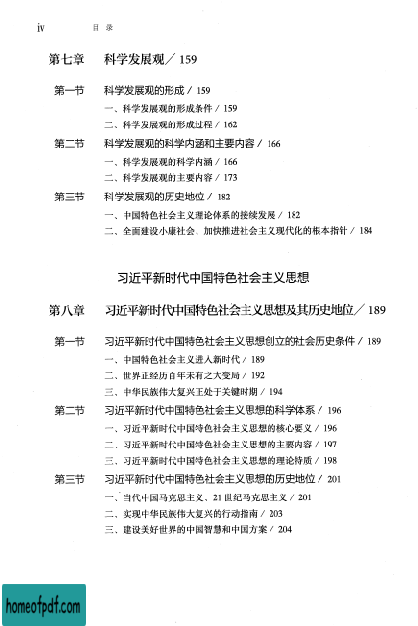 iv 目 录
第七章 科学发展观/ 159
第一节 科学发展观的形成/ 159
一、科学发展观的形成条件/ 159
二、科学发展观的形成过程/ 162
第二节 科学发展观的科学内涵和主要内容/ 166
一、科学发展观的科学内涵/ 166
二、科学发展观的主要内容/ 173
第三节 科学发展观的历史地位/ 182
一、中国特色社会主义理论体系的接续发展/ 182
二、全面建设小康社会、加快推进社会主义现代化的根本指针/ 184
习近平新时代中国特色社会主义思想
第八章 习近平新时代中国特色社会主义思想及其历史地位/ 189
第一节 习近平新时代中国特色社会主义思想创立的社会历史条件/ 189
一、中国特色社会主义进入新时代/ 189
二、世界正经历百年未有之大变局/ 192
三、中华民族伟大复兴正处于关键时期/ 194
第二节 习近平新时代中国特色社会主义思想的科学体系/ 196
一、习近平新时代中国特色社会主义思想的核心要义/ 196
二、习近平新时代中国特色社会主义思想的主要内容/ 197
三、习近平新时代中国特色社会主义思想的理论特质/ 198
第三节 习近平新时代中国特色社会主义思想的历史地位/ 201
一、当代中国马克思主义、21世纪马克思主义/ 201
二、实现中华民族伟大复兴的行动指南/ 203
三、建设美好世界的中国智慧和中国方案/ 204
homeofpdf.com